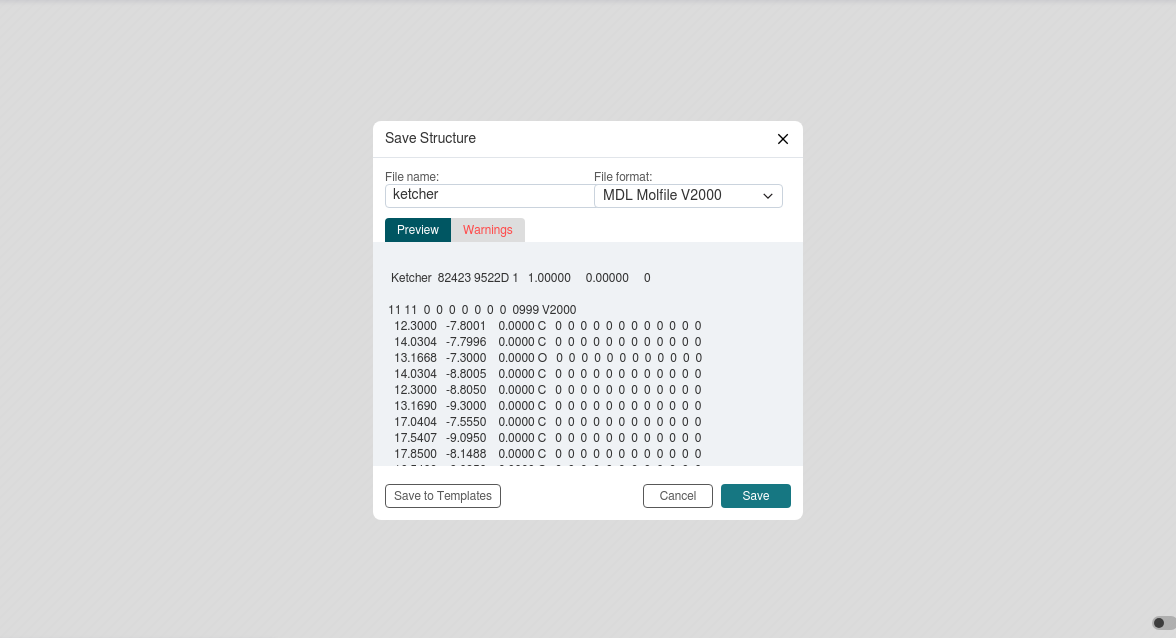 Save Structure
File name:
File format:
ketcher
MDL Molfile V2000
Preview
Warnings
Ketcher 82423 9522D 1 1.00000 0.00000 0
11 11 0 0 0 0 0 0 0 0999 V2000
12.3000 -7.8001 0.0000 C 0 0 0 0 0 0 0 0 0 0 0 0
14.0304 -7.7996 0.0000 C 0 0 0 0 0 0 0 0 0 0 0 0
13.1668 -7.3000 0.0000 O 0 0 0 0 0 0 0 0 0 0 0 0
14.0304 -8.8005 0.0000 C 0 0 0 0 0 0 0 0 0 0 0 0
12.3000 -8.8050 0.0000 C 0 0 0 0 0 0 0 0 0 0 0 0
13.1690 -9.3000 0.0000 C 0 0 0 0 0 0 0 0 0 0 0 0
17.0404 -7.5550 0.0000 C 0 0 0 0 0 0 0 0 0 0 0 0
17.5407 -9.0950 0.0000 C 0 0 0 0 0 0 0 0 0 0 0 0
17.8500 -8.1488 0.0000 C 0 0 0 0 0 0 0 0 0 0 0 0
Save to Templates
Cancel
Save